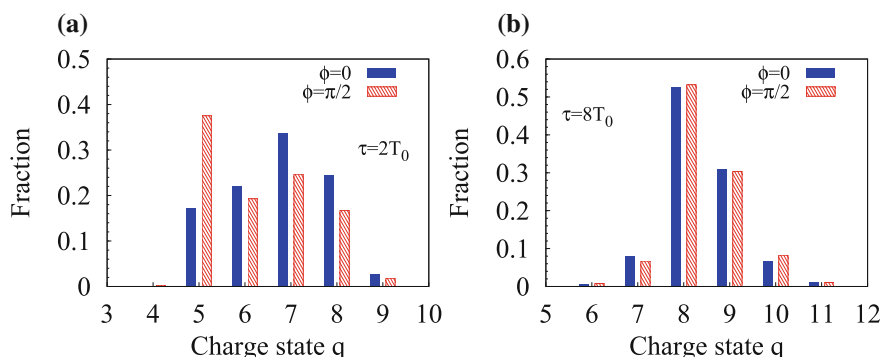 (a)
0.5
0.4
0.3
0.2
0.1
0
Fraction
ϕ=0
ϕ=π/2
τ=2T₀
3 4 5 6 7 8 9 10
Charge state q
(b)
0.6
0.5
0.4
0.3
0.2
0.1
0
Fraction
ϕ=0
ϕ=π/2
τ=8T₀
5 6 7 8 9 10 11 12
Charge state q